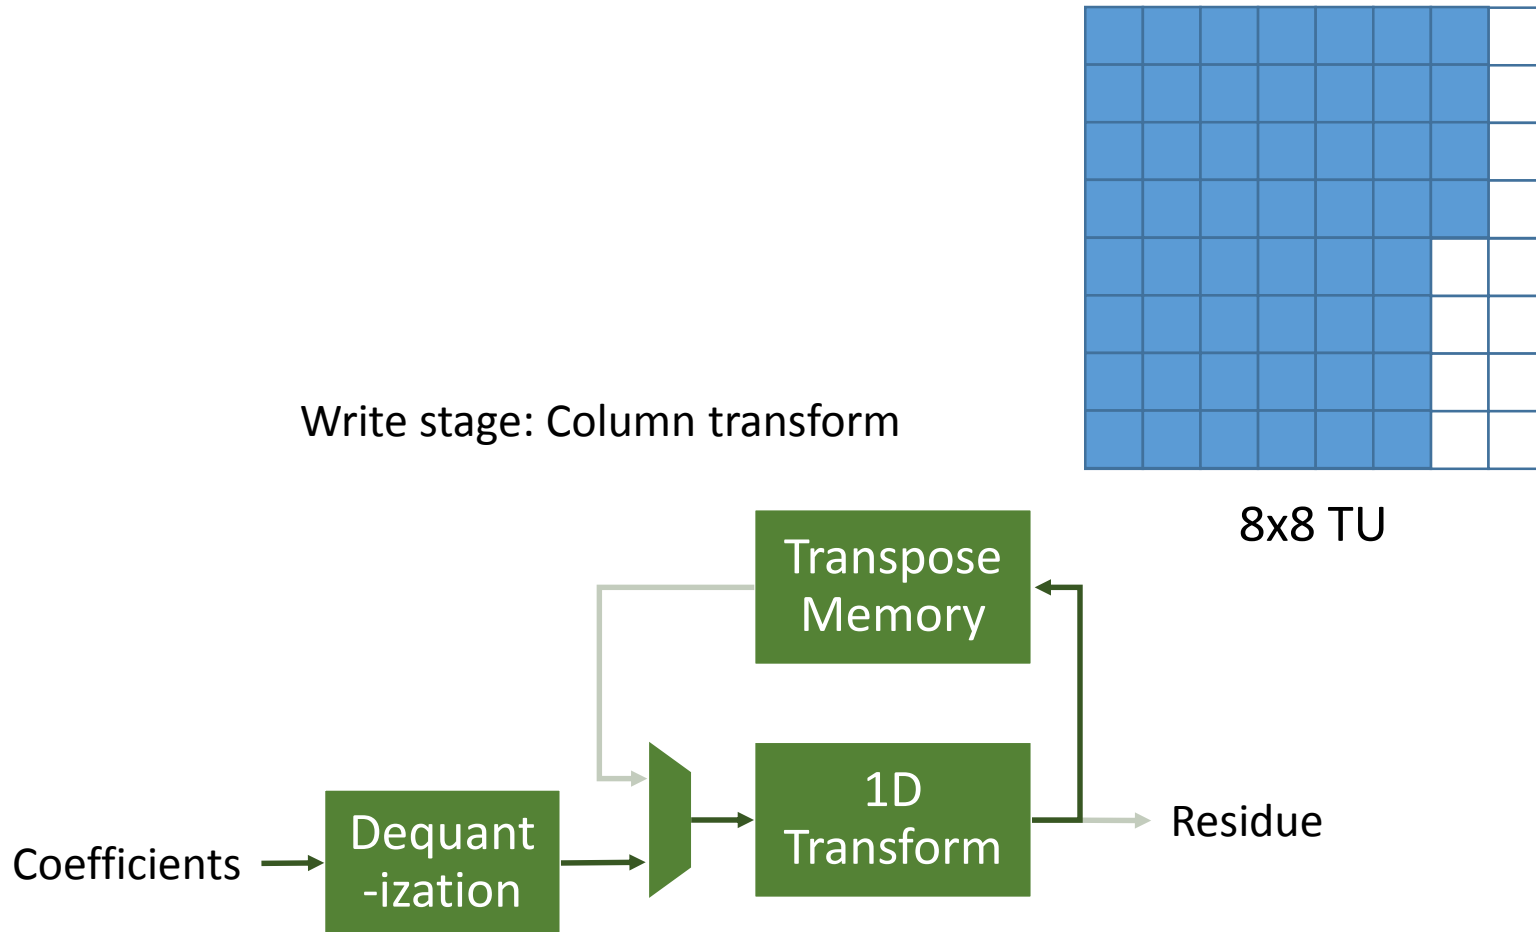 Write stage: Column transform
8x8 TU
Transpose
Memory
1D
Transform
Residue
Dequant
-ization
Coefficients